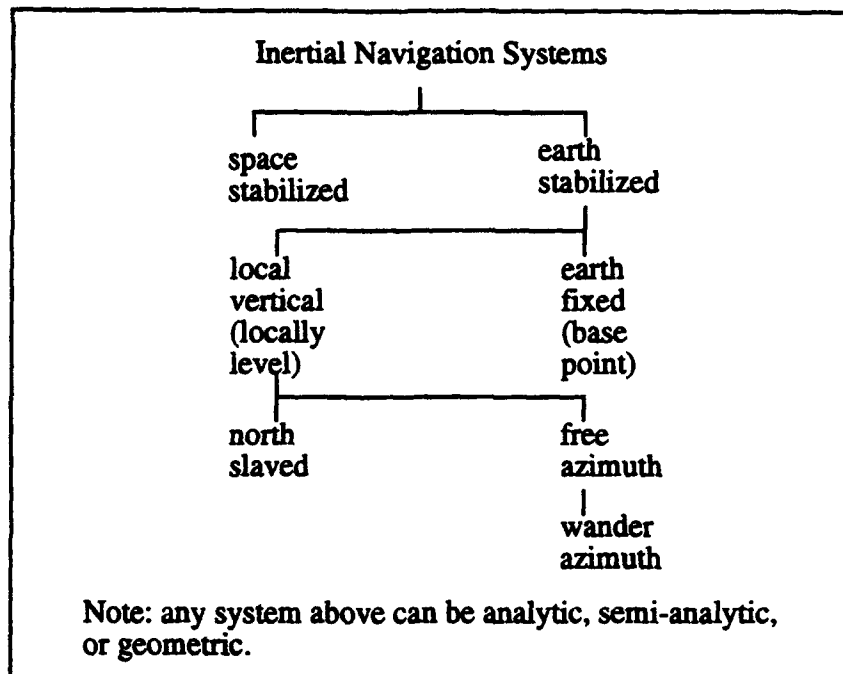 Inertial Navigation Systems
space
stabilized
earth
stabilized
local
vertical
(locally
level)
earth
fixed
(base
point)
north
slaved
free
azimuth
wander
azimuth
Note: any system above can be analytic, semi-analytic,
or geometric.